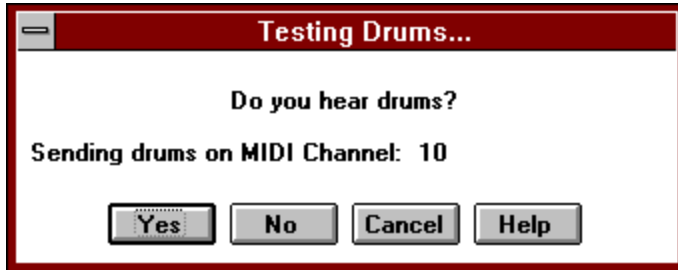 Testing Drums...
Do you hear drums?
Sending drums on MIDI Channel: 10
Yes No Cancel Help